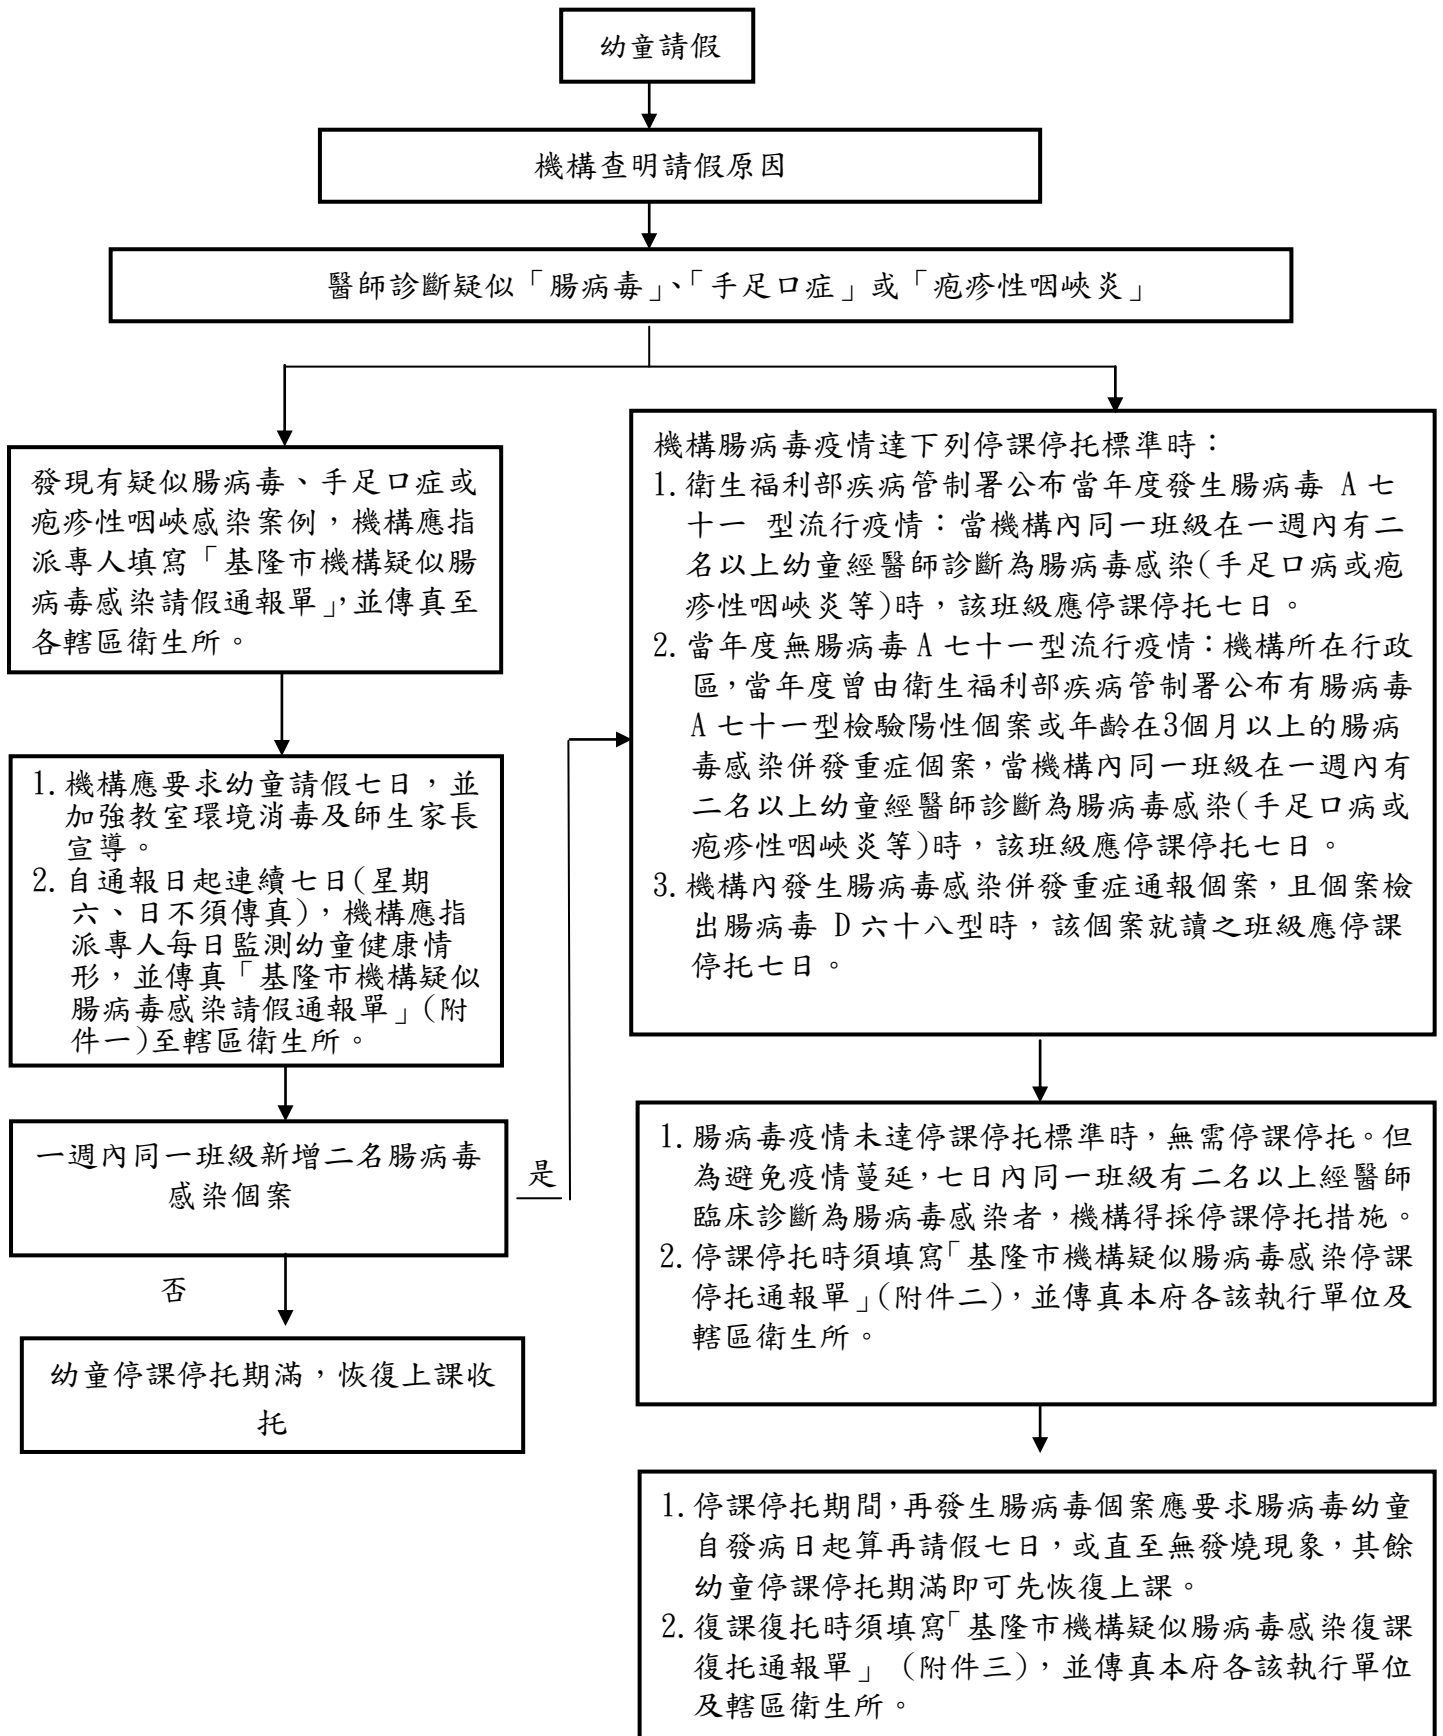 幼童請假
機構查明請假原因
醫師診斷疑似「腸病毒」、「手足口症」或「疱疹性咽峽炎」
發現有疑似腸病毒、手足口症或
疱疹性咽峽感染案例，機構應指
派專人填寫「基隆市機構疑似腸
病毒感染請假通報單」，並傳真至
各轄區衛生所。
1.機構應要求幼童請假七日，並
加強教室環境消毒及師生家長
宣導。
2.自通報日起連續七日(星期
六、日不須傳真)，機構應指
派專人每日監測幼童健康情
形，並傳真「基隆市機構疑似
腸病毒感染請假通報單」(附
件一)至轄區衛生所。
一週內同一班級新增二名腸病毒
感染個案
是
否
幼童停課停托期滿，恢復上課收
托
機構腸病毒疫情達下列停課停托標準時：
1.衛生福利部疾病管制署公布當年度發生腸病毒 A 七
十一 型流行疫情：當機構內同一班級在一週內有二
名以上幼童經醫師診斷為腸病毒感染(手足口病或疱
疹性咽峽炎等)時，該班級應停課停托七日。
2.當年度無腸病毒 A 七十一型流行疫情：機構所在行政
區，當年度曾由衛生福利部疾病管制署公布有腸病毒
A 七十一型檢驗陽性個案或年齡在3個月以上的腸病
毒感染併發重症個案，當機構內同一班級在一週內有
二名以上幼童經醫師診斷為腸病毒感染(手足口病或
疱疹性咽峽炎等)時，該班級應停課停托七日。
3.機構內發生腸病毒感染併發重症通報個案，且個案檢
出腸病毒 D 六十八型時，該個案就讀之班級應停課
停托七日。
1.腸病毒疫情未達停課停托標準時，無需停課停托。但
為避免疫情蔓延，七日內同一班級有二名以上經醫師
臨床診斷為腸病毒感染者，機構得採停課停托措施。
2.停課停托時須填寫「基隆市機構疑似腸病毒感染停課
停托通報單」(附件二)，並傳真本府各該執行單位及
轄區衛生所。
1.停課停托期間，再發生腸病毒個案應要求腸病毒幼童
自發病日起算再請假七日，或直至無發燒現象，其餘
幼童停課停托期滿即可先恢復上課。
2.復課復托時須填寫「基隆市機構疑似腸病毒感染復課
復托通報單」 (附件三)，並傳真本府各該執行單位
及轄區衛生所。